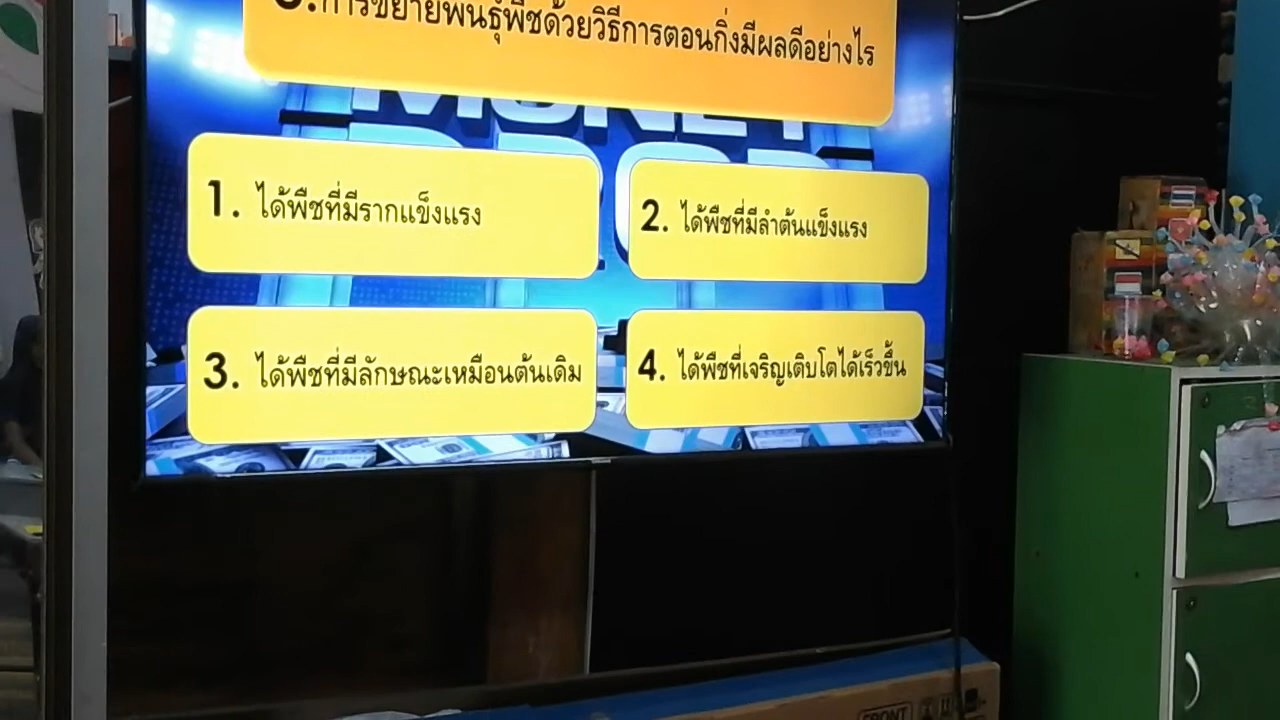 การขยายพันธุ์พืชด้วยวิธีการตอนกิ่งมีผลดีอย่างไร
MONEY
DROP
1. ได้พืชที่มีรากแข็งแรง
2. ได้พืชที่มีลำต้นแข็งแรง
3. ได้พืชที่มีลักษณะเหมือนต้นเดิม
4. ได้พืชที่เจริญเติบโตได้เร็วขึ้น
FRONT